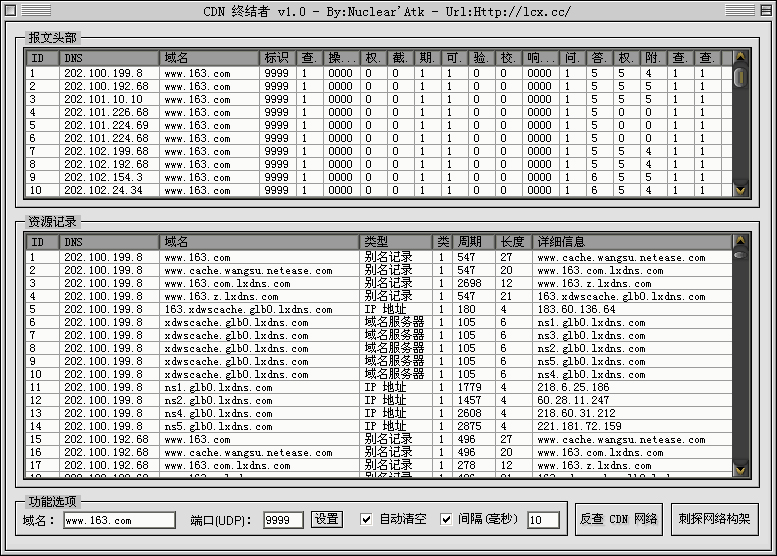 CDN 终结者 v1.0 - By:Nuclear'Atk - Url:Http://lcx.cc/
报文头部
ID DNS 域名 标识 查. 操... 权. 截. 期. 可. 验. 校. 响... 问. 答. 权. 附. 查. 查.
1 202.100.199.8 www.163.com 9999 1 0000 0 0 1 1 0 0 0000 1 5 5 4 1 1
2 202.100.192.68 www.163.com 9999 1 0000 0 0 1 1 0 0 0000 1 5 5 4 1 1
3 202.101.10.10 www.163.com 9999 1 0000 0 0 1 1 0 0 0000 1 5 0 0 1 1
4 202.101.226.68 www.163.com 9999 1 0000 0 0 1 1 0 0 0000 1 5 0 0 1 1
5 202.101.224.69 www.163.com 9999 1 0000 0 0 1 1 0 0 0000 1 5 0 0 1 1
6 202.101.224.68 www.163.com 9999 1 0000 0 0 1 1 0 0 0000 1 5 0 0 1 1
7 202.102.199.68 www.163.com 9999 1 0000 0 0 1 1 0 0 0000 1 5 5 4 1 1
8 202.102.192.68 www.163.com 9999 1 0000 0 0 1 1 0 0 0000 1 5 5 4 1 1
9 202.102.154.3 www.163.com 9999 1 0000 0 0 1 1 0 0 0000 1 6 5 5 1 1
10 202.102.24.34 www.163.com 9999 1 0000 0 0 1 1 0 0 0000 1 6 5 4 1 1
资源记录
ID DNS 域名 类型 类 周期 长度 详细信息
1 202.100.199.8 www.163.com 别名记录 1 547 27 www.cache.wangsu.netease.com
2 202.100.199.8 www.cache.wangsu.netease.com 别名记录 1 547 20 www.163.com.lxdns.com
3 202.100.199.8 www.163.com.lxdns.com 别名记录 1 2698 12 www.163.z.lxdns.com
4 202.100.199.8 www.163.z.lxdns.com 别名记录 1 547 21 163.xdwscache.glb0.lxdns.com
5 202.100.199.8 163.xdwscache.glb0.lxdns.com IP 地址 1 180 4 183.60.136.64
6 202.100.199.8 xdwscache.glb0.lxdns.com 域名服务器 1 105 6 ns1.glb0.lxdns.com
7 202.100.199.8 xdwscache.glb0.lxdns.com 域名服务器 1 105 6 ns3.glb0.lxdns.com
8 202.100.199.8 xdwscache.glb0.lxdns.com 域名服务器 1 105 6 ns2.glb0.lxdns.com
9 202.100.199.8 xdwscache.glb0.lxdns.com 域名服务器 1 105 6 ns5.glb0.lxdns.com
10 202.100.199.8 xdwscache.glb0.lxdns.com 域名服务器 1 105 6 ns4.glb0.lxdns.com
11 202.100.199.8 ns1.glb0.lxdns.com IP 地址 1 1779 4 218.6.25.186
12 202.100.199.8 ns2.glb0.lxdns.com IP 地址 1 1457 4 60.28.11.247
13 202.100.199.8 ns4.glb0.lxdns.com IP 地址 1 2608 4 218.60.31.212
14 202.100.199.8 ns5.glb0.lxdns.com IP 地址 1 2875 4 221.181.72.159
15 202.100.192.68 www.163.com 别名记录 1 496 27 www.cache.wangsu.netease.com
16 202.100.192.68 www.cache.wangsu.netease.com 别名记录 1 496 20 www.163.com.lxdns.com
17 202.100.192.68 www.163.com.lxdns.com 别名记录 1 278 12 www.163.z.lxdns.com
功能选项
域名： www.163.com 端口(UDP)： 9999 设置 自动清空 间隔(毫秒) 10 反查 CDN 网络 刺探网络构架